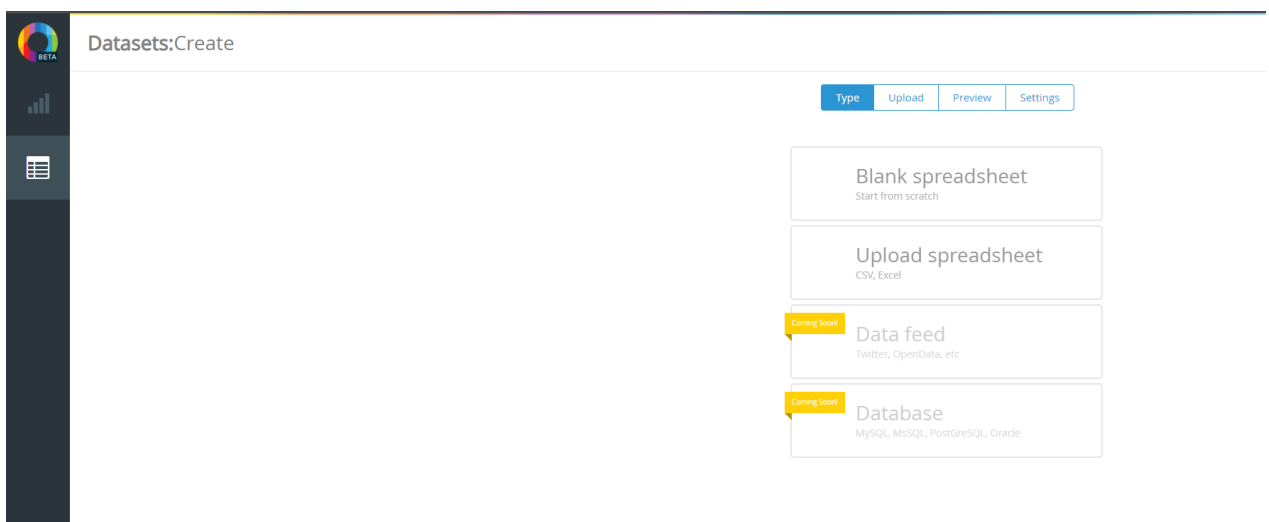 BETA
Datasets:Create
Type Upload Preview Settings
Blank spreadsheet
Start from scratch
Upload spreadsheet
CSV, Excel
Coming Soon!
Data feed
Twitter, OpenData, etc
Coming Soon!
Database
MySQL, MsSQL, PostGreSQL, Oracle